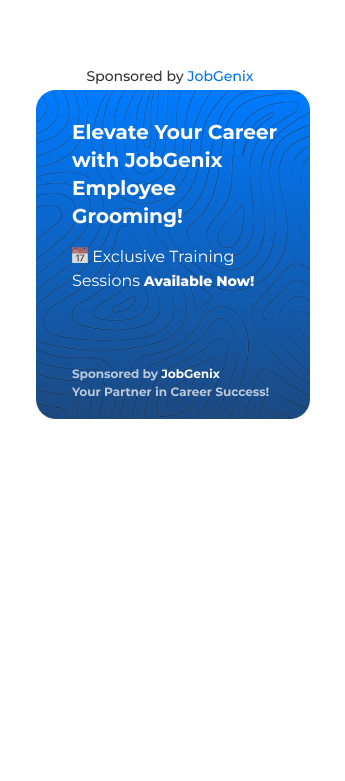 Sponsored by JobGenix
Elevate Your Career
with JobGenix
Employee
Grooming!
📅 Exclusive Training
Sessions Available Now!
Sponsored by JobGenix
Your Partner in Career Success!